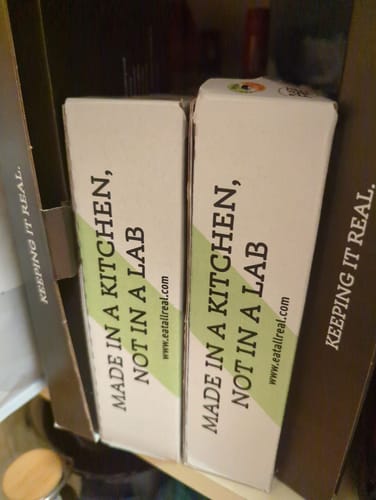 KEEPING IT REAL.
MADE IN A KITCHEN,
NOT IN A LAB
www.eatallreal.com
MADE IN A KITCHEN,
NOT IN A LAB
www.eatallreal.com
KEEPING IT REAL.